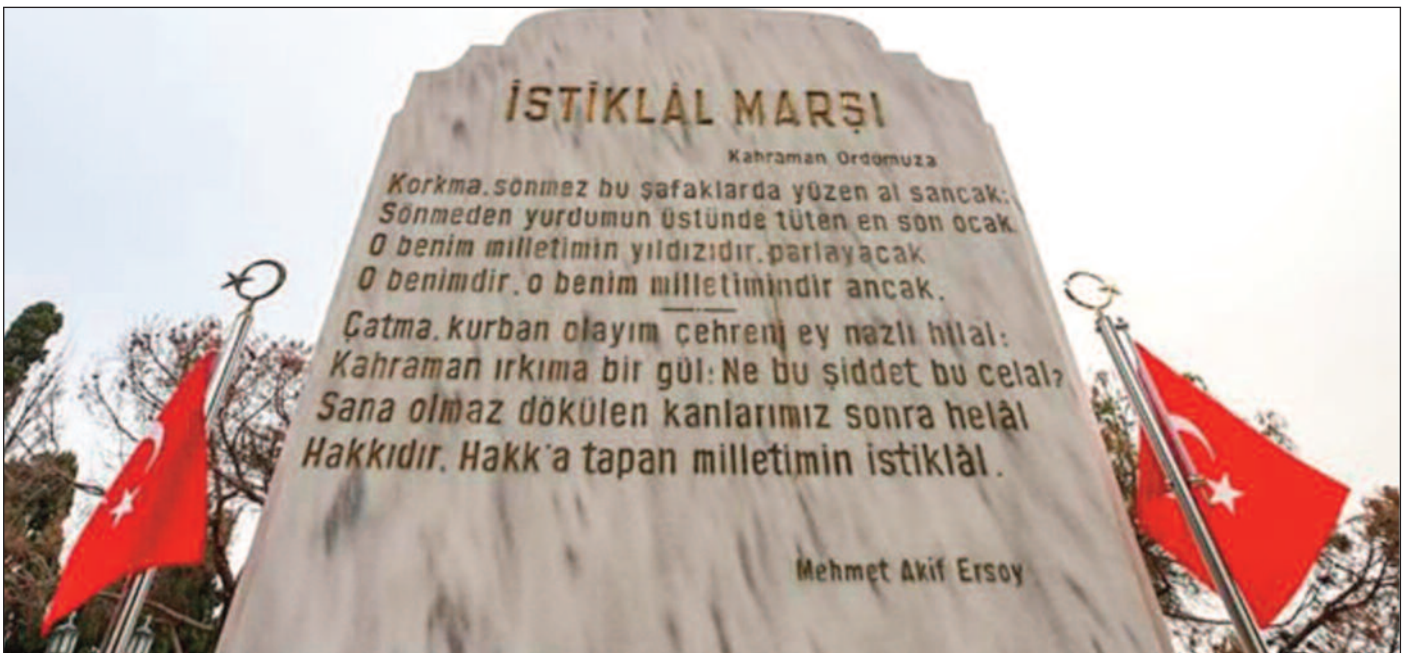 İSTİKLÂL MARŞI
Kahraman Ordumuza
Korkma. sönmez bu şafaklarda yüzen al sancak;
Sönmeden yurdumun üstünde tüten en son ocak.
O benim milletimin yıldızıdır. parlayacak
O benimdir. o benim milletimindir ancak.
Çatma. kurban olayım çehreni ey nazlı hilal;
Kahraman ırkıma bir gül; Ne bu şiddet bu celal?
Sana olmaz dökülen kanlarımız sonra helâl
Hakkıdır. Hakk'a tapan milletimin istiklâl.
Mehmet Akif Ersoy